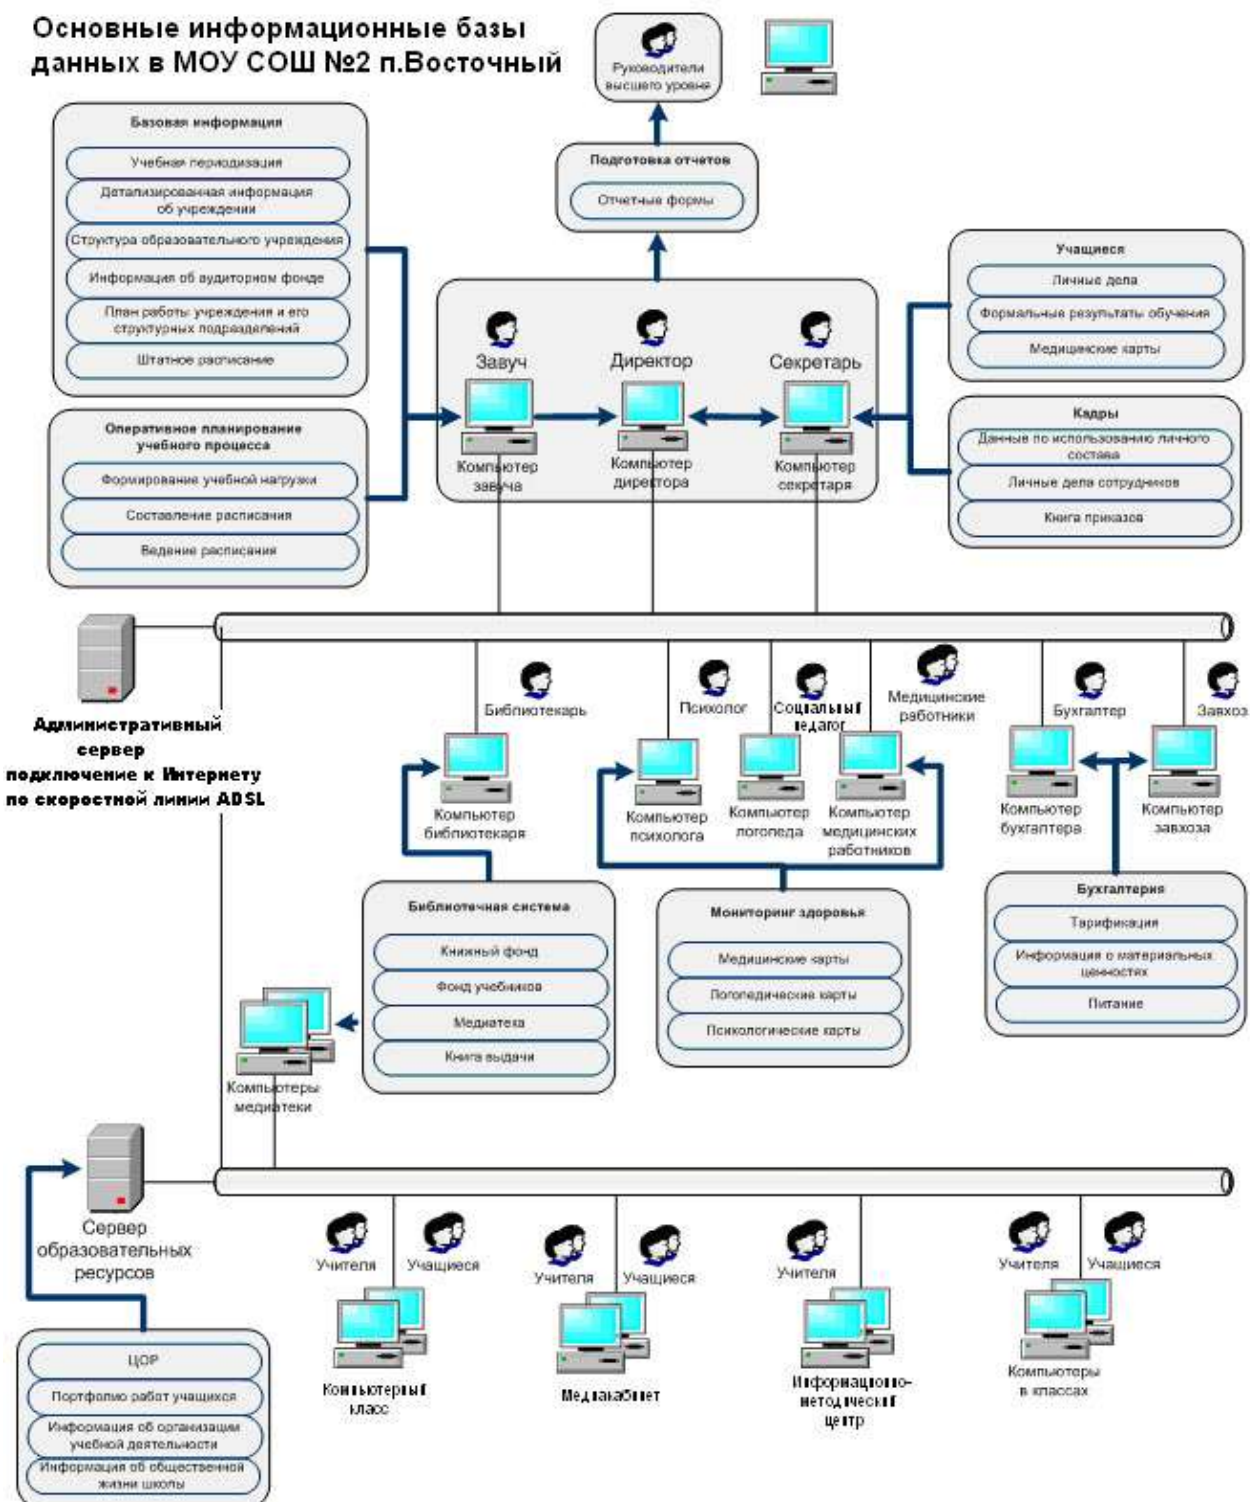 Основные информационные базы
данных в МОУ СОШ №2 п.Восточный
Руководители
высшего уровня
Базовая информация
Учебная периодизация
Детализированная информация
об учреждении
Структура образовательного учреждения
Информация об аудиторном фонде
План работы учреждения и его
структурных подразделений
Штатное расписание
Подготовка отчетов
Отчетные формы
Учащиеся
Личные дела
Формальные результаты обучения
Медицинские карты
Завуч
Директор
Секретарь
Компьютер
завуча
Компьютер
директора
Компьютер
секретаря
Оперативное планирование
учебного процесса
Формирование учебной нагрузки
Составление расписания
Ведение расписания
Кадры
Данные по использованию личного
состава
Личные дела сотрудников
Книга приказов
Административный
сервер
подключение к Интернету
по скоростной линии ADSL
Библиотекарь
Психолог
Социальный
педагог
Медицинские
работники
Бухгалтер
Завхоз
Компьютер
библиотекаря
Компьютер
психолога
Компьютер
логопеда
Компьютер
медицинских
работников
Компьютер
бухгалтера
Компьютер
завхоза
Библиотечная система
Книжный фонд
Фонд учебников
Медиатека
Книга выдачи
Мониторинг здоровья
Медицинские карты
Логопедические карты
Психологические карты
Бухгалтерия
Тарификация
Информация о материальных
ценностях
Питание
Компьютеры
медиатеки
Сервер
образовательных
ресурсов
Учителя
Учащиеся
Учителя
Учащиеся
Учителя
Учителя
Учащиеся
Компьютерный
класс
Медиакабинет
Информационно-
методический
центр
Компьютеры
в классах
ЦОР
Портфолио работ учащихся
Информация об организации
учебной деятельности
Информация об общественной
жизни школы